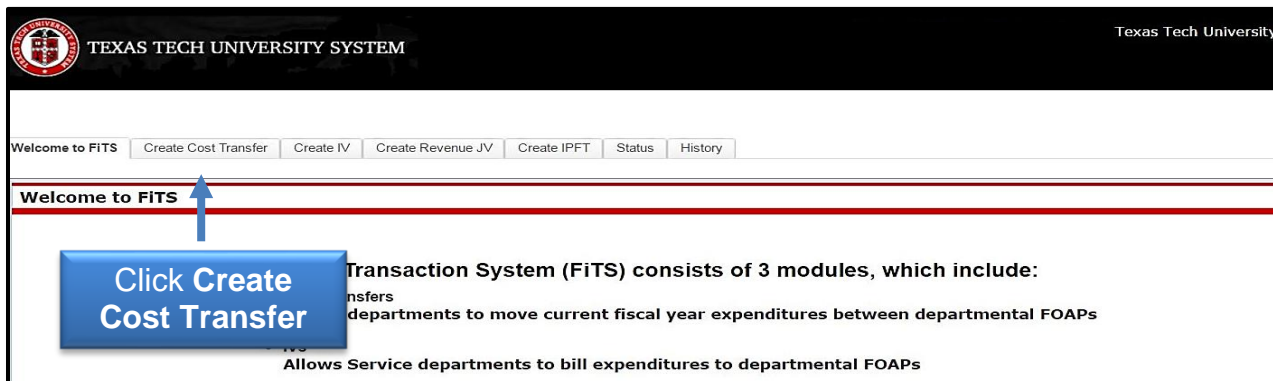 TEXAS TECH UNIVERSITY SYSTEM
Texas Tech University
Welcome to FiTS Create Cost Transfer Create IV Create Revenue JV Create IPFT Status History
Welcome to FiTS
Transaction System (FiTS) consists of 3 modules, which include:
nsfers
departments to move current fiscal year expenditures between departmental FOAPs
Allows Service departments to bill expenditures to departmental FOAPs
Click Create
Cost Transfer